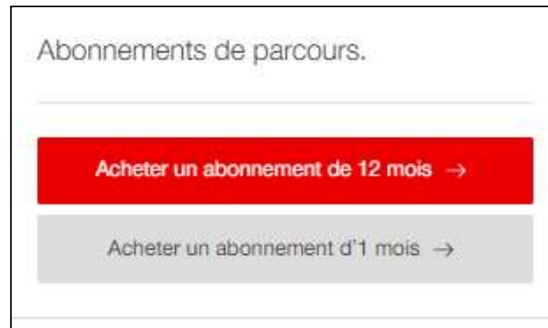 Abonnements de parcours.
Acheter un abonnement de 12 mois →
Acheter un abonnement d'1 mois →